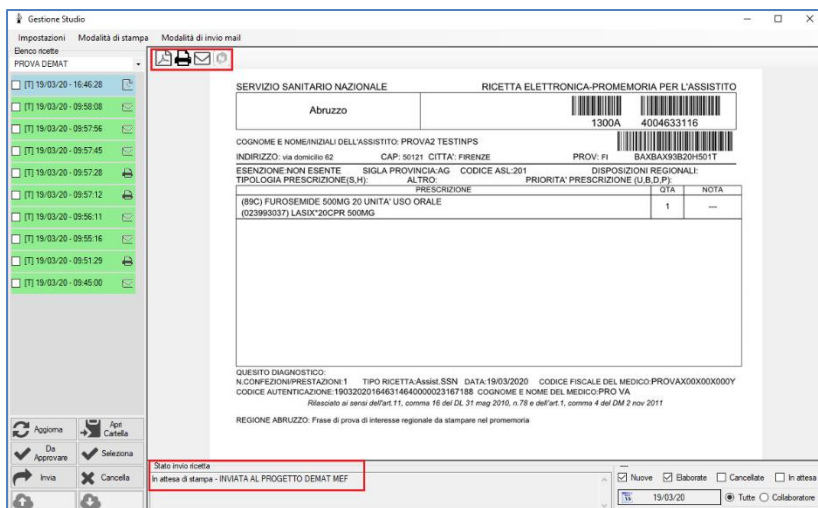 Gestione Studio
Impostazioni Modalità di stampa Modalità di invio mail
Elenco ricette
PROVA DEMAT
[T] 19/03/20 - 16:46:28
[T] 19/03/20 - 09:58:08
[T] 19/03/20 - 09:57:56
[T] 19/03/20 - 09:57:45
[T] 19/03/20 - 09:57:28
[T] 19/03/20 - 09:57:12
[T] 19/03/20 - 09:56:11
[T] 19/03/20 - 09:55:16
[T] 19/03/20 - 09:51:29
[T] 19/03/20 - 09:45:00
Aggiorna
Apri Cartella
Da Approvare
Seleziona
Invia
Cancella
SERVIZIO SANITARIO NAZIONALE RICETTA ELETTRONICA-PROMEMORIA PER L'ASSISTITO
Abruzzo
1300A 4004633116
COGNOME E NOME/INIZIALI DELL'ASSISTITO: PROVA2 TESTINPS
INDIRIZZO: via domicilio 62 CAP: 50121 CITTA': FIRENZE PROV: FI BAXBAX93B20H501T
ESENZIONE:NON ESENTE SIGLA PROVINCIA:AG CODICE ASL:201 DISPOSIZIONI REGIONALI:
TIPOLOGIA PRESCRIZIONE(S,H): ALTRO: PRIORITA' PRESCRIZIONE (U,B,D,P):
PRESCRIZIONE QTA NOTA
(89C) FUROSEMIDE 500MG 20 UNITA' USO ORALE 1 ---
(023993037) LASIX*20CPR 500MG
QUESITO DIAGNOSTICO:
N.CONFEZIONI/PRESTAZIONI:1 TIPO RICETTA:Assist.SSN DATA:19/03/2020 CODICE FISCALE DEL MEDICO:PROVAX00X00X000Y
CODICE AUTENTICAZIONE:190320201646314640000023167188 COGNOME E NOME DEL MEDICO:PRO VA
Rilasciato ai sensi dell'art.11, comma 16 del DL 31 mag 2010, n.78 e dell'art.1, comma 4 del DM 2 nov 2011
REGIONE ABRUZZO: Frase di prova di interesse regionale da stampare nel promemoria
Stato invio ricetta
In attesa di stampa - INVIATA AL PROGETTO DEMAT MEF
Nuove Elaborate Cancellate In attesa
19/03/20 Tutte Collaboratore